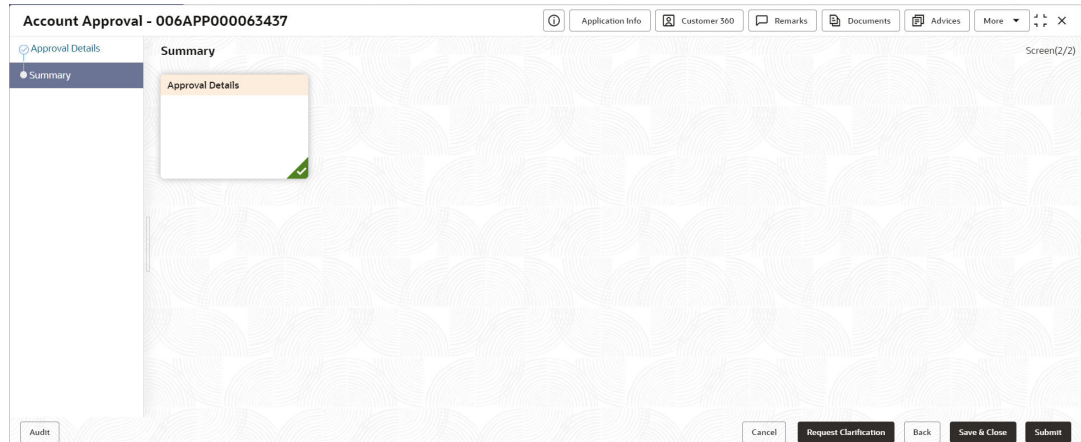 Account Approval - 006APP000063437
Application Info
Customer 360
Remarks
Documents
Advices
More
Approval Details
Summary
Summary
Screen(2/2)
Approval Details
Audit
Cancel
Request Clarification
Back
Save & Close
Submit